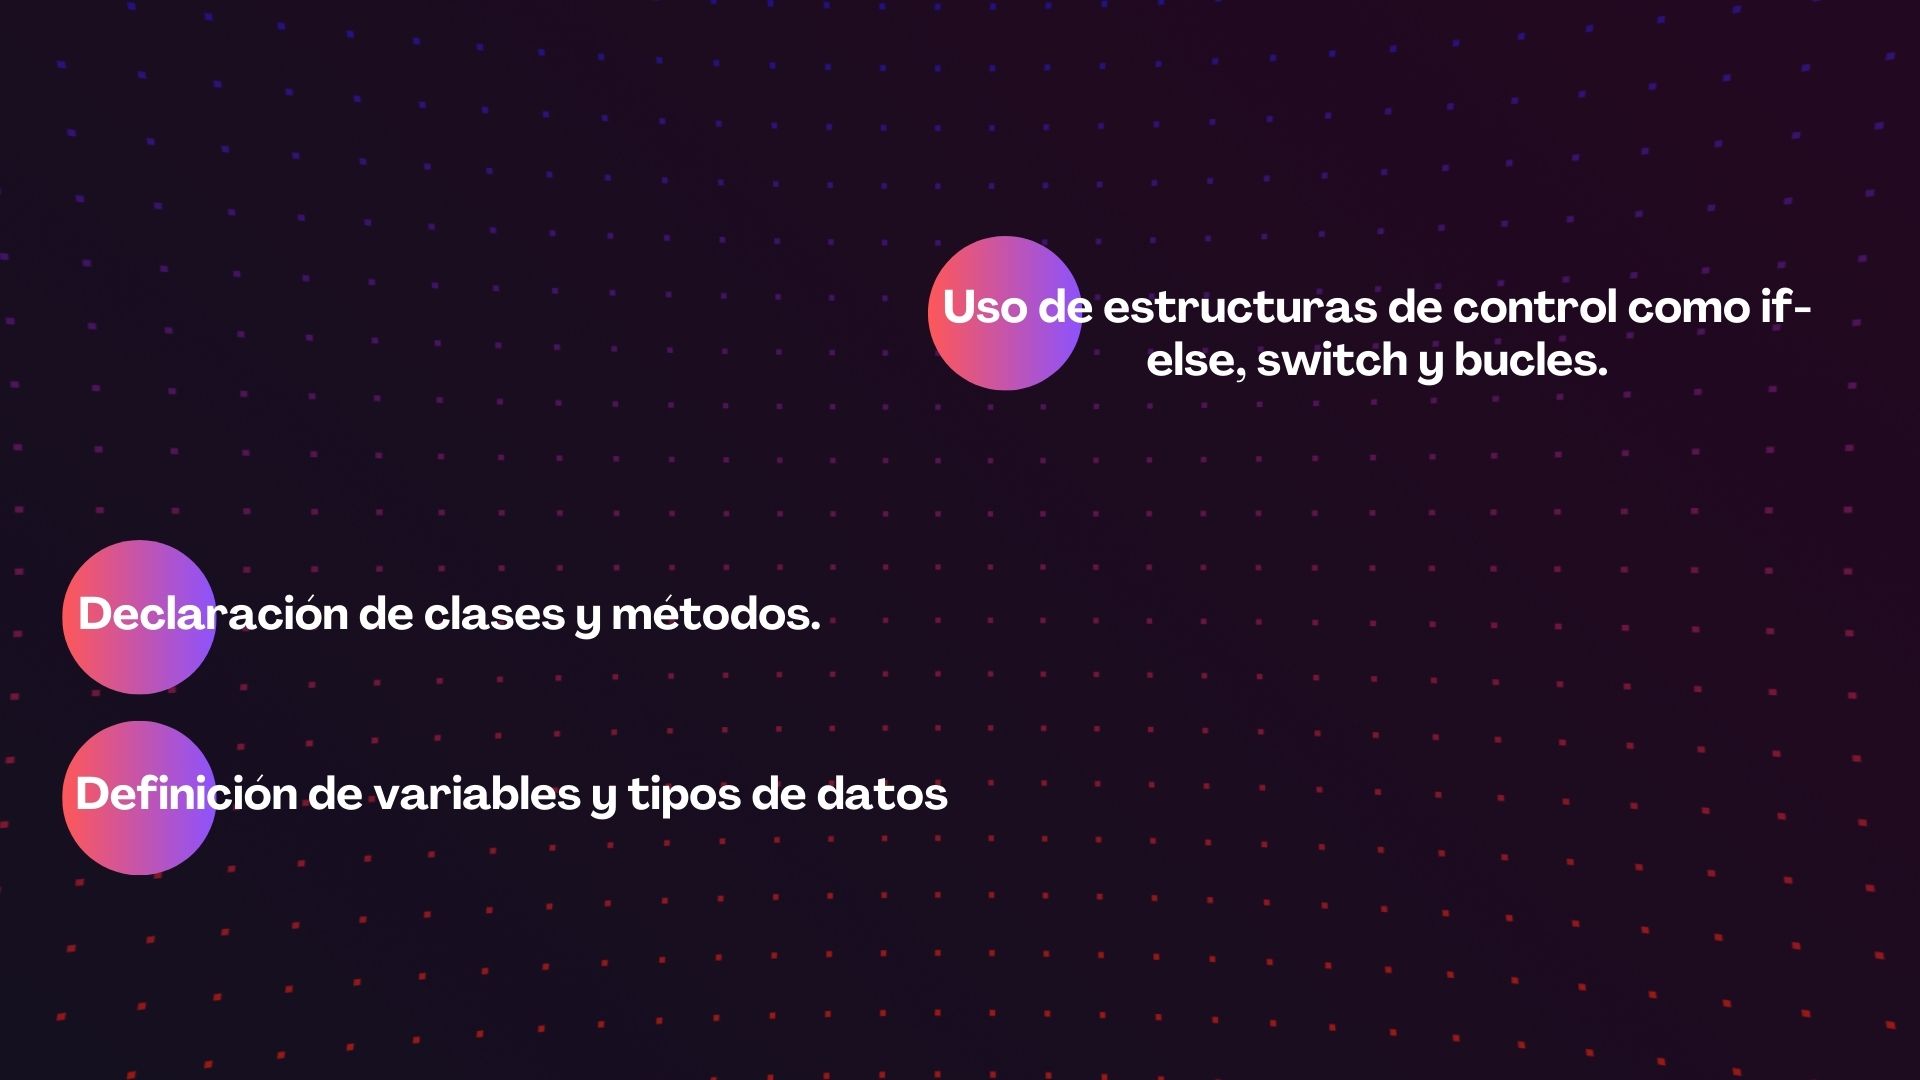 Uso de estructuras de control como if-
else, switch y bucles.
Declaración de clases y métodos.
Definición de variables y tipos de datos